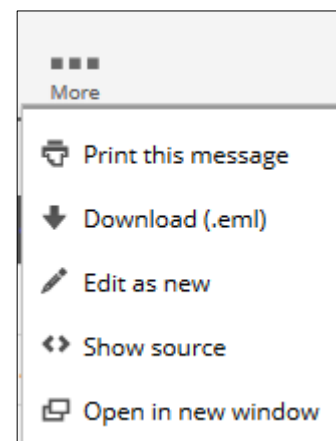 More
Print this message
Download (.eml)
Edit as new
Show source
Open in new window